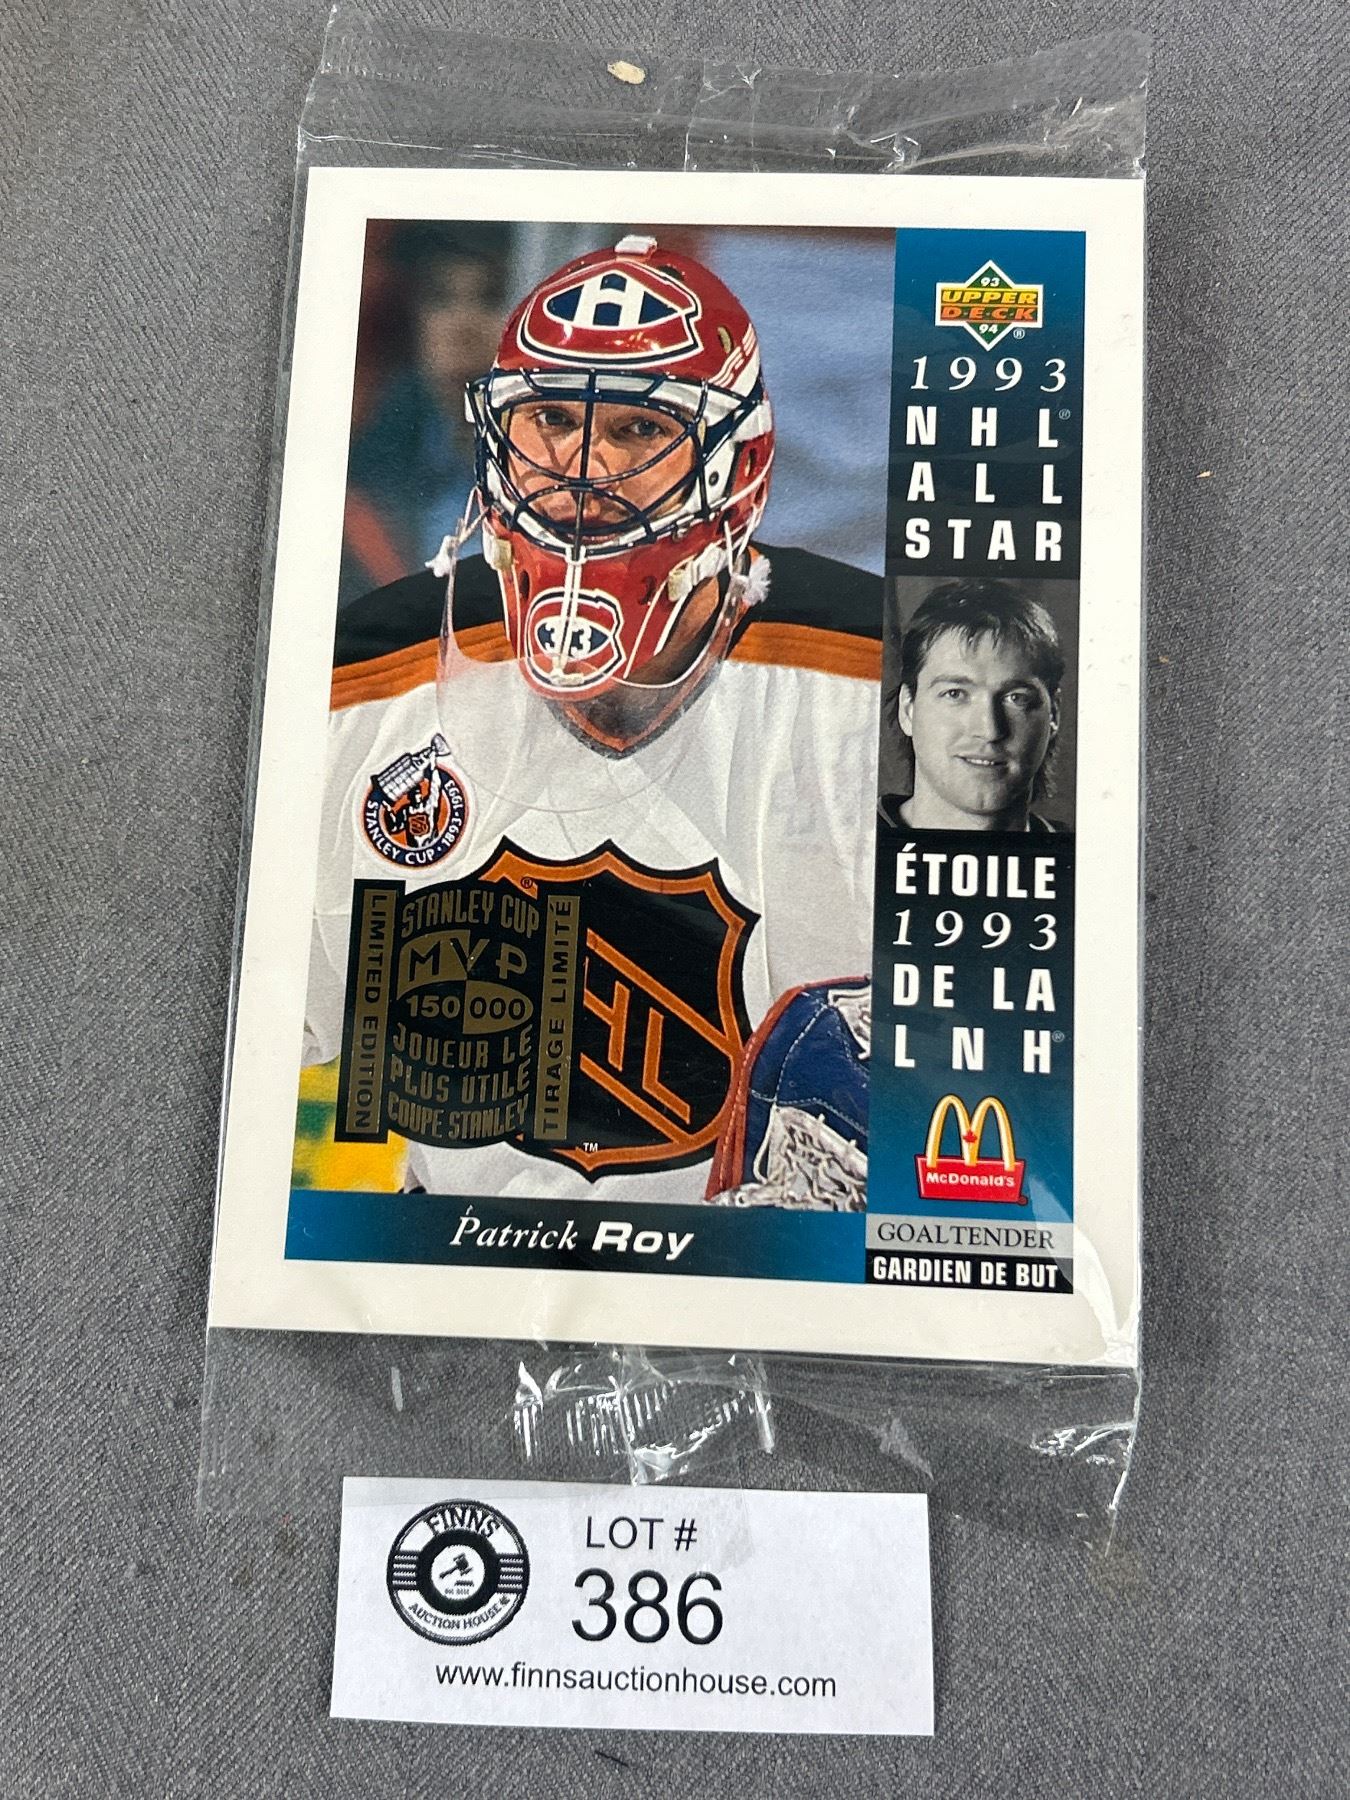 93
UPPER
D·E·C·K
94
®
1993
NHL®
ALL
STAR
33
STANLEY CUP · 1893-1993
LIMITED EDITION
STANLEY CUP
MVP
150 000
JOUEUR LE
PLUS UTILE
COUPE STANLEY
TIRAGE LIMITÉ
®
NHL
TM
ÉTOILE
1993
DE LA
LNH®
McDonald's®
Patrick Roy
GOALTENDER
GARDIEN DE BUT
FINNS
AUCTION HOUSE
LOT #
386
www.finnsauctionhouse.com